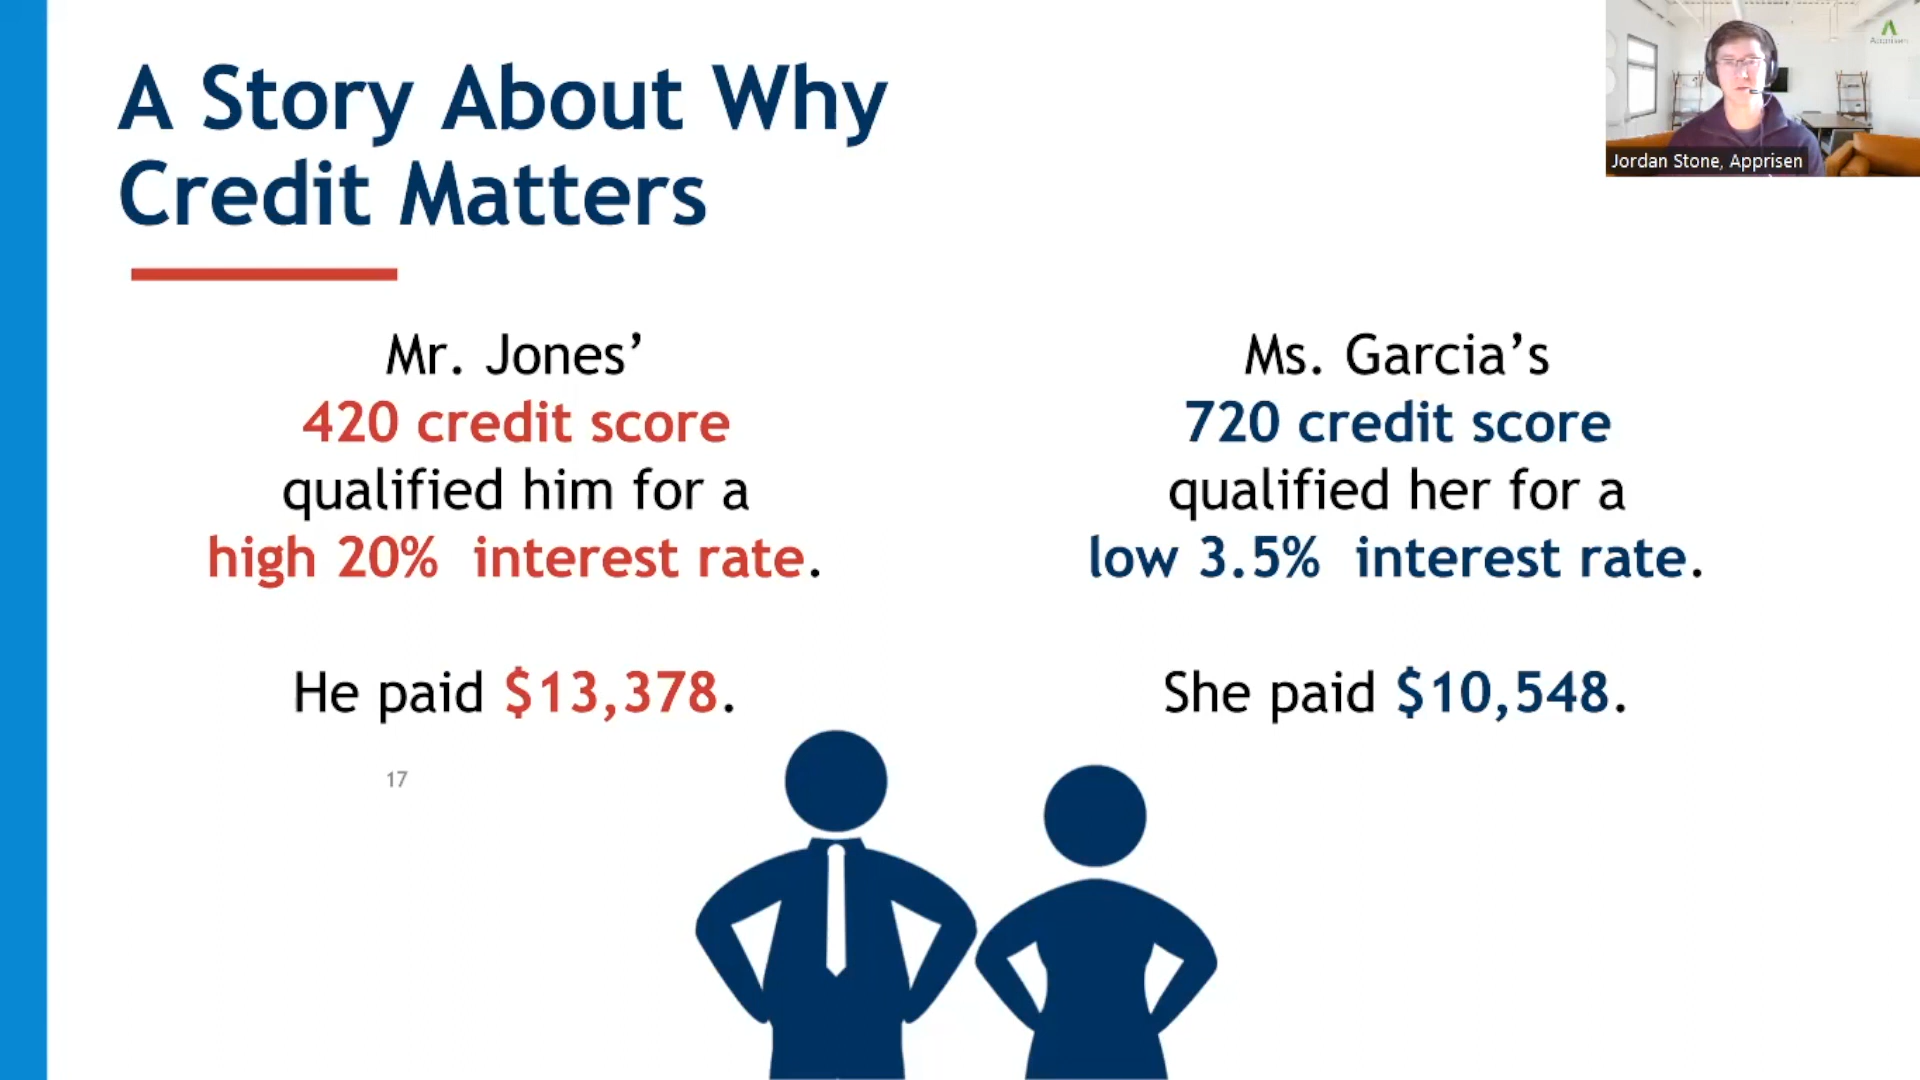 A Story About Why
Credit Matters
Apprisen
Jordan Stone, Apprisen
Mr. Jones’
420 credit score
qualified him for a
high 20%  interest rate.
He paid $13,378.
Ms. Garcia’s
720 credit score
qualified her for a
low 3.5%  interest rate.
She paid $10,548.
17